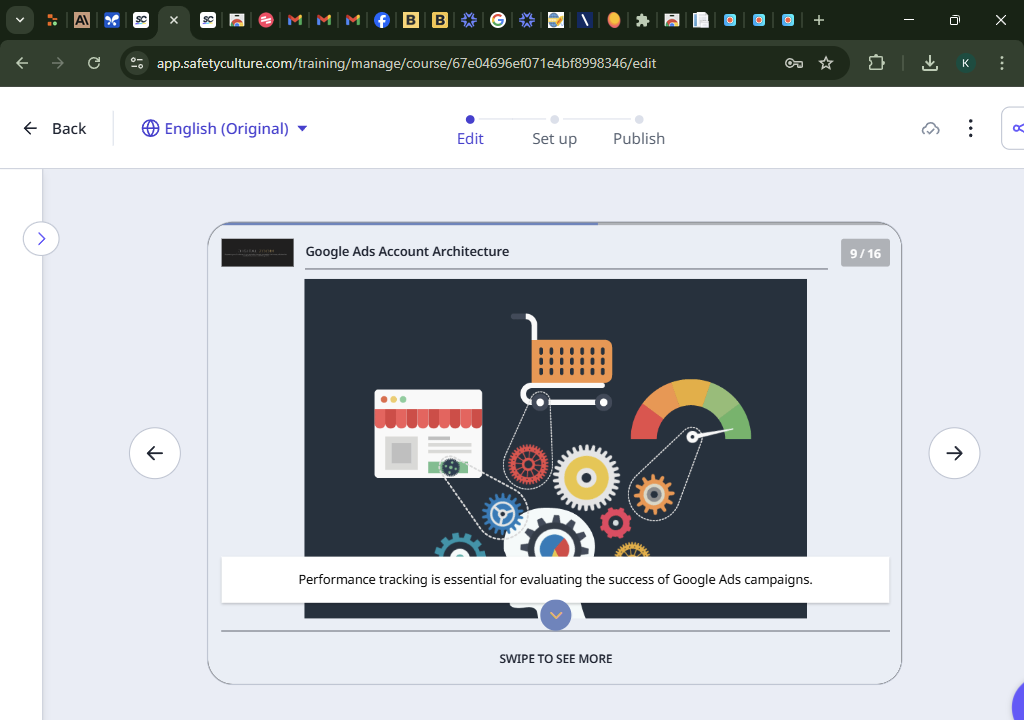 app.safetyculture.com/training/manage/course/67e04696ef071e4bf8998346/edit
K
Back
English (Original)
Edit
Set up
Publish
Google Ads Account Architecture
9 / 16
Performance tracking is essential for evaluating the success of Google Ads campaigns.
SWIPE TO SEE MORE